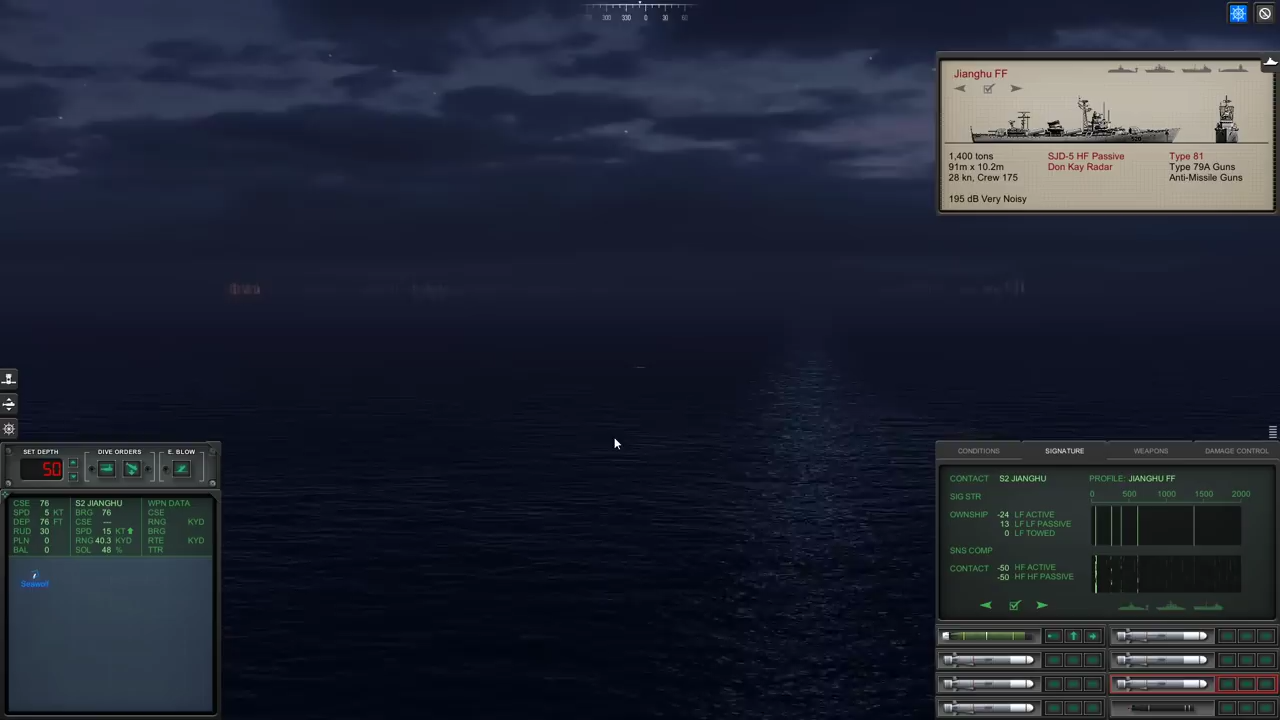 300 330 0 30 60
Jianghu FF
1,400 tons SJD-5 HF Passive Type 81
91m x 10.2m Don Kay Radar Type 79A Guns
28 kn, Crew 175 Anti-Missile Guns
195 dB Very Noisy
SET DEPTH DIVE ORDERS E. BLOW
50
CSE 76 S2 JIANGHU WPN DATA
SPD 5 KT BRG 76 CSE
DEP 76 FT CSE --- RNG KYD
RUD 30 SPD 15 KT BRG
PLN 0 RNG 40.3 KYD RTE KYD
BAL 0 SOL 48 % TTR
Seawolf
CONDITIONS SIGNATURE WEAPONS DAMAGE CONTROL
CONTACT S2 JIANGHU PROFILE: JIANGHU FF
SIG STR 0 500 1000 1500 2000
OWNSHIP -24 LF ACTIVE
13 LF LF PASSIVE
0 LF TOWED
SNS COMP
CONTACT -50 HF ACTIVE
-50 HF HF PASSIVE